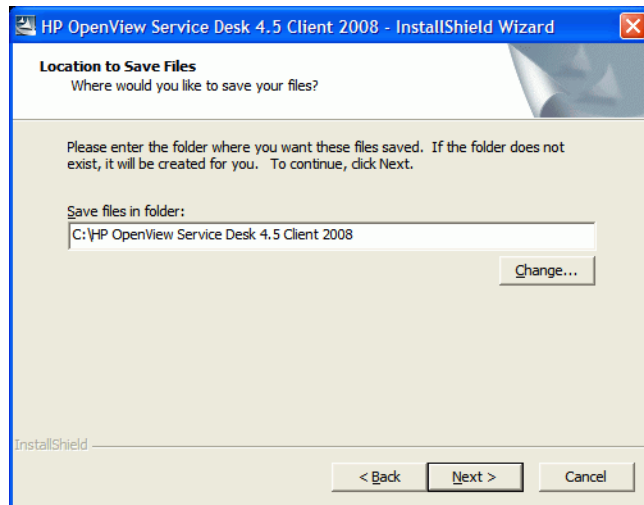 HP OpenView Service Desk 4.5 Client 2008 - InstallShield Wizard
Location to Save Files
Where would you like to save your files?
Please enter the folder where you want these files saved.  If the folder does not
exist, it will be created for you.   To continue, click Next.
Save files in folder:
C:\HP OpenView Service Desk 4.5 Client 2008
Change...
InstallShield
< Back
Next >
Cancel